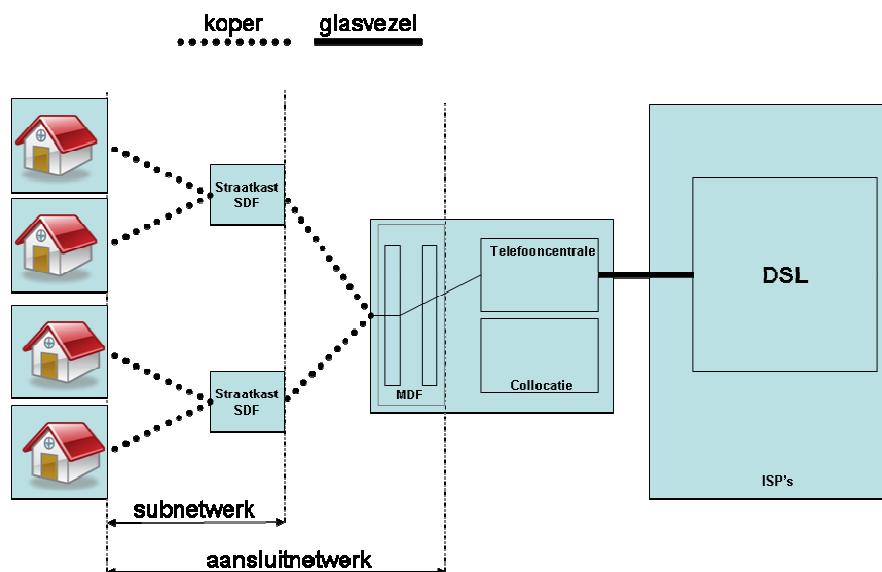 koper
glasvezel
Straatkast
SDF
Telefooncentrale
DSL
Straatkast
SDF
MDF
Collocatie
ISP's
subnetwerk
aansluitnetwerk